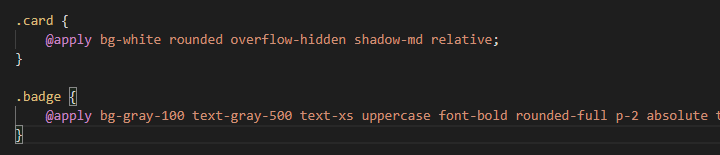 .card {
@apply bg-white rounded overflow-hidden shadow-md relative;
}
.badge {
@apply bg-gray-100 text-gray-500 text-xs uppercase font-bold rounded-full p-2 absolute
}